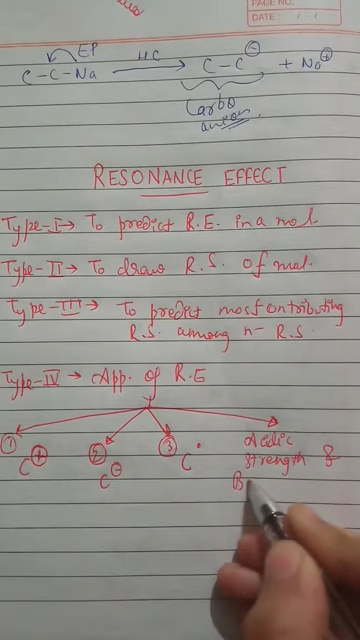 PAGE NO.
DATE: / /
EP
C-C-Na HC → C-C⊖ + Na⊕
Carbo
anion
RESONANCE EFFECT
Type-I → To predict R.E. in a mol.
Type-II → To draw R.S. of mol.
Type-III → To predict most contributing
R.S. among n- R.S.
Type-IV → App. of R.E
① C⊕ ② C⊖ ③ C• Acidic
strength &
B